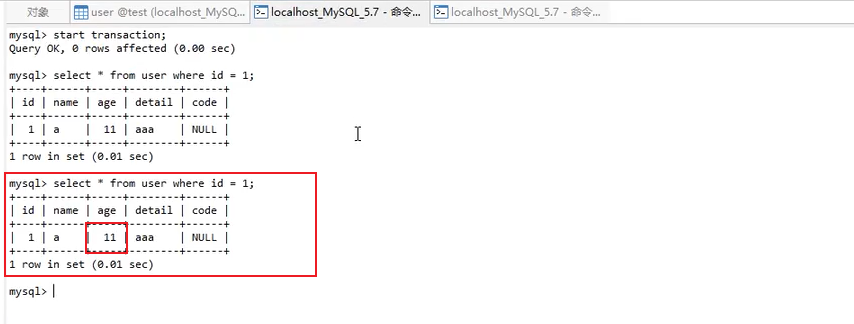 对象 user @test (localhost_MySQ... localhost_MySQL_5.7 - 命令... localhost_MySQL_5.7 - 命令...
mysql> start transaction;
Query OK, 0 rows affected (0.00 sec)
mysql> select * from user where id = 1;
+----+------+-----+--------+------+
| id | name | age | detail | code |
+----+------+-----+--------+------+
| 1 | a | 11 | aaa | NULL |
+----+------+-----+--------+------+
1 row in set (0.01 sec)
mysql> select * from user where id = 1;
+----+------+-----+--------+------+
| id | name | age | detail | code |
+----+------+-----+--------+------+
| 1 | a | 11 | aaa | NULL |
+----+------+-----+--------+------+
1 row in set (0.01 sec)
mysql>